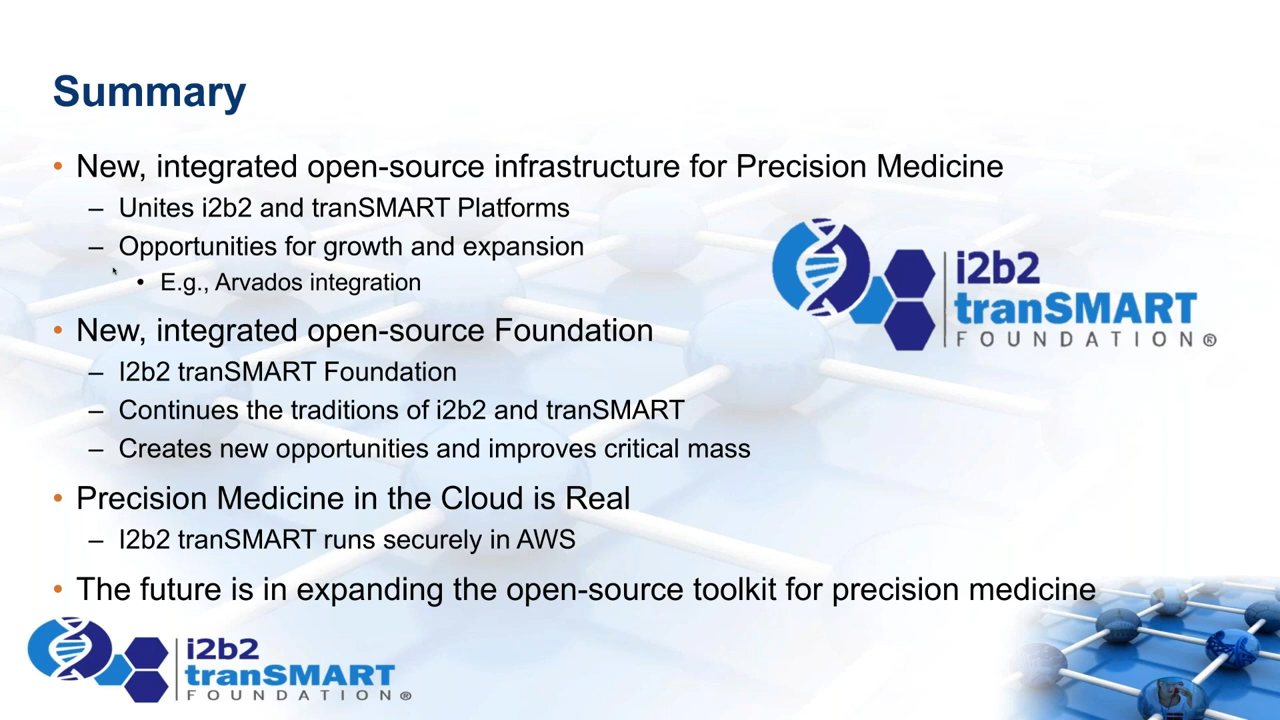 Summary
• New, integrated open-source infrastructure for Precision Medicine
– Unites i2b2 and tranSMART Platforms
– Opportunities for growth and expansion
• E.g., Arvados integration
i2b2
tranSMART
FOUNDATION®
• New, integrated open-source Foundation
– I2b2 tranSMART Foundation
– Continues the traditions of i2b2 and tranSMART
– Creates new opportunities and improves critical mass
• Precision Medicine in the Cloud is Real
– I2b2 tranSMART runs securely in AWS
• The future is in expanding the open-source toolkit for precision medicine
i2b2
tranSMART
FOUNDATION®